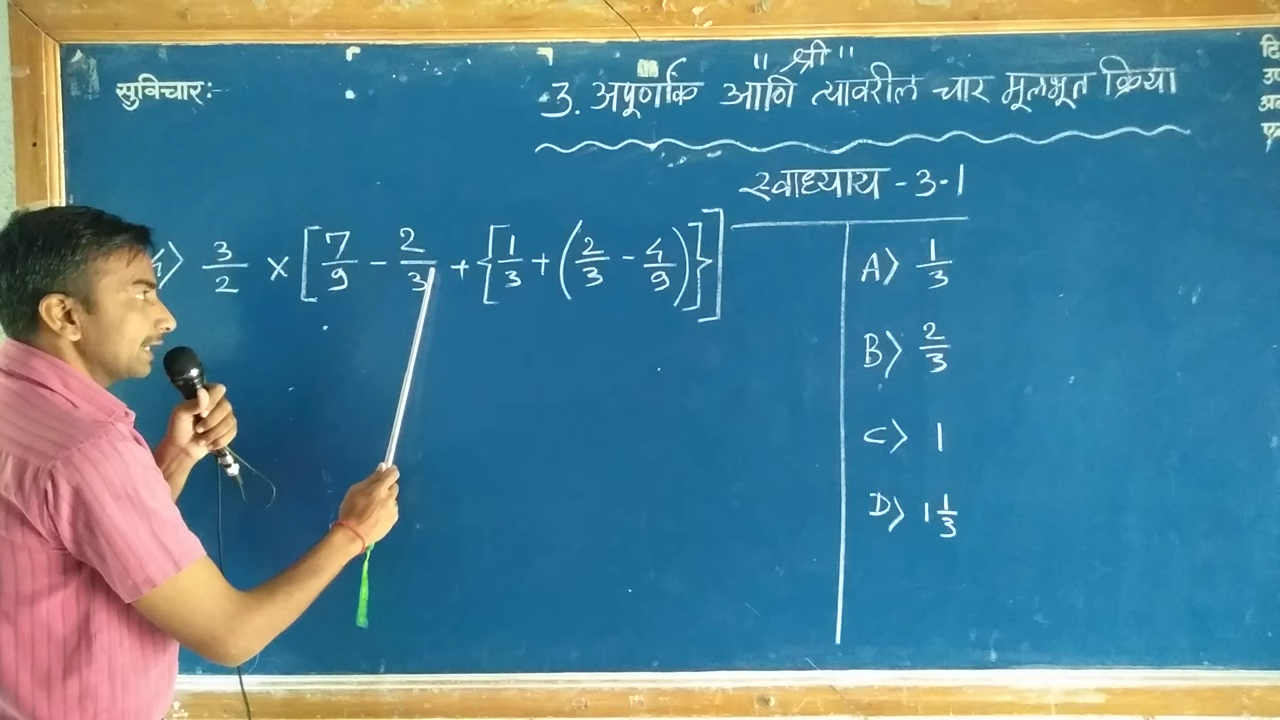 " श्री "
सुविचार:-
3. अपूर्णांक आणि त्यावरील चार मूलभूत क्रिया
स्वाध्याय - 3.1
3/2 × [7/9 - 2/3 + {1/3 + (2/3 - 4/9)}]
A) 1/3
B) 2/3
C) 1
D) 1 1/3